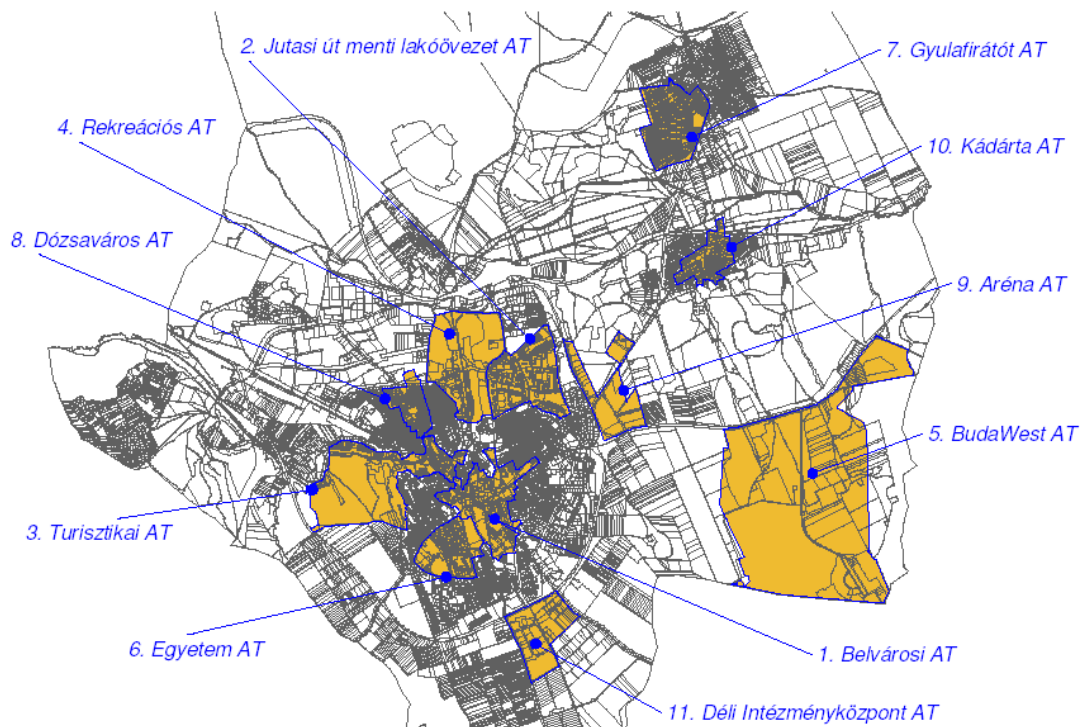 2. Jutasi út menti lakóövezet AT
7. Gyulafirátót AT
4. Rekreációs AT
10. Kádárta AT
8. Dózsaváros AT
9. Aréna AT
5. BudaWest AT
3. Turisztikai AT
6. Egyetem AT
1. Belvárosi AT
11. Déli Intézményközpont AT